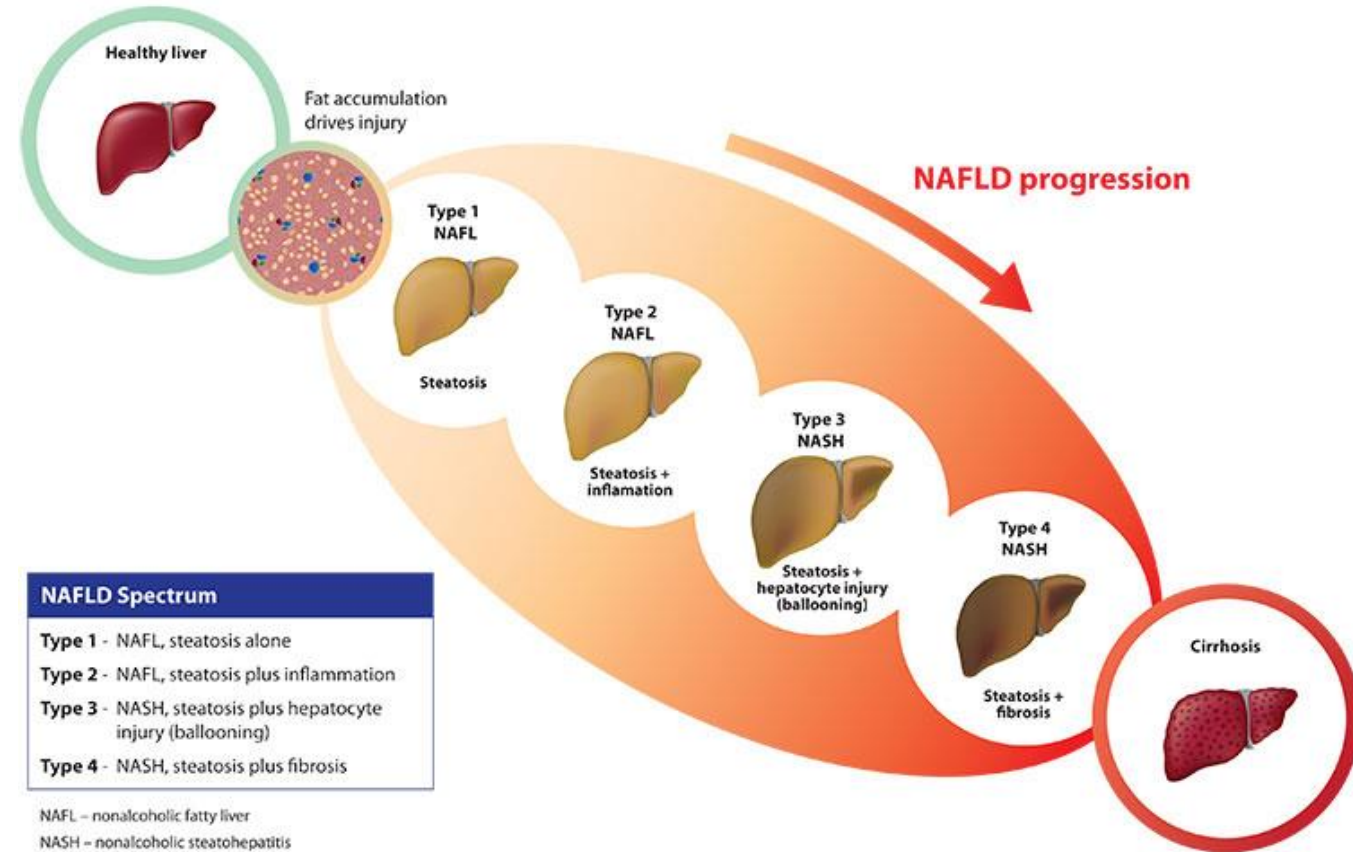 Healthy liver
Fat accumulation
drives injury
NAFLD progression
Type 1
NAFL
Steatosis
Type 2
NAFL
Steatosis +
inflamation
Type 3
NASH
Steatosis +
hepatocyte injury
(ballooning)
Type 4
NASH
Steatosis +
fibrosis
Cirrhosis
NAFLD Spectrum
Type 1 - NAFL, steatosis alone
Type 2 - NAFL, steatosis plus inflammation
Type 3 - NASH, steatosis plus hepatocyte
injury (ballooning)
Type 4 - NASH, steatosis plus fibrosis
NAFL – nonalcoholic fatty liver
NASH – nonalcoholic steatohepatitis